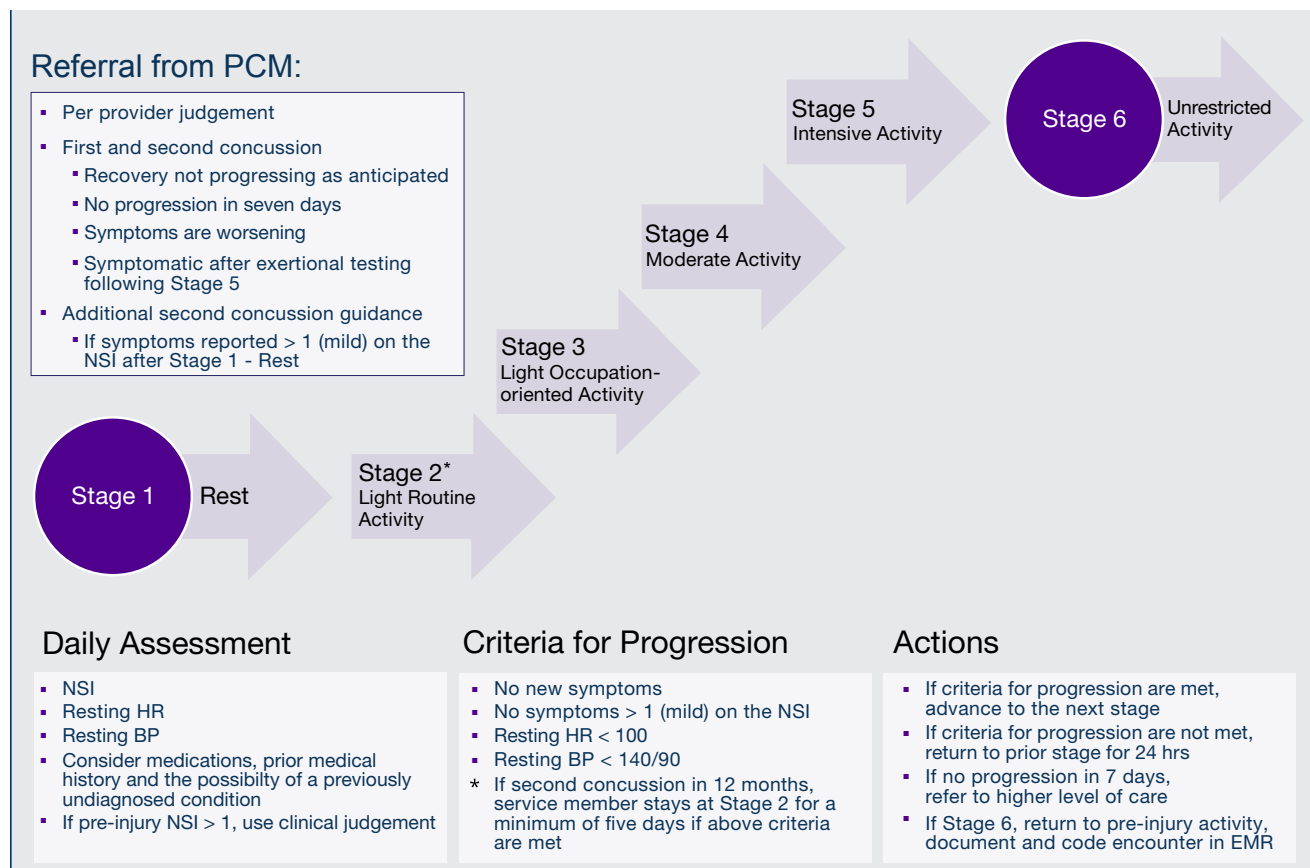 Referral from PCM:
▪ Per provider judgement
▪ First and second concussion
▪ Recovery not progressing as anticipated
▪ No progression in seven days
▪ Symptoms are worsening
▪ Symptomatic after exertional testing
following Stage 5
▪ Additional second concussion guidance
▪ If symptoms reported > 1 (mild) on the
NSI after Stage 1 - Rest
Stage 1
Rest
Stage 2*
Light Routine
Activity
Stage 3
Light Occupation-
oriented Activity
Stage 4
Moderate Activity
Stage 5
Intensive Activity
Stage 6
Unrestricted
Activity
Daily Assessment
▪ NSI
▪ Resting HR
▪ Resting BP
▪ Consider medications, prior medical
history and the possibilty of a previously
undiagnosed condition
▪ If pre-injury NSI > 1, use clinical judgement
Criteria for Progression
▪ No new symptoms
▪ No symptoms > 1 (mild) on the NSI
▪ Resting HR < 100
▪ Resting BP < 140/90
* If second concussion in 12 months,
service member stays at Stage 2 for a
minimum of five days if above criteria
are met
Actions
▪ If criteria for progression are met,
advance to the next stage
▪ If criteria for progression are not met,
return to prior stage for 24 hrs
▪ If no progression in 7 days,
refer to higher level of care
▪ If Stage 6, return to pre-injury activity,
document and code encounter in EMR